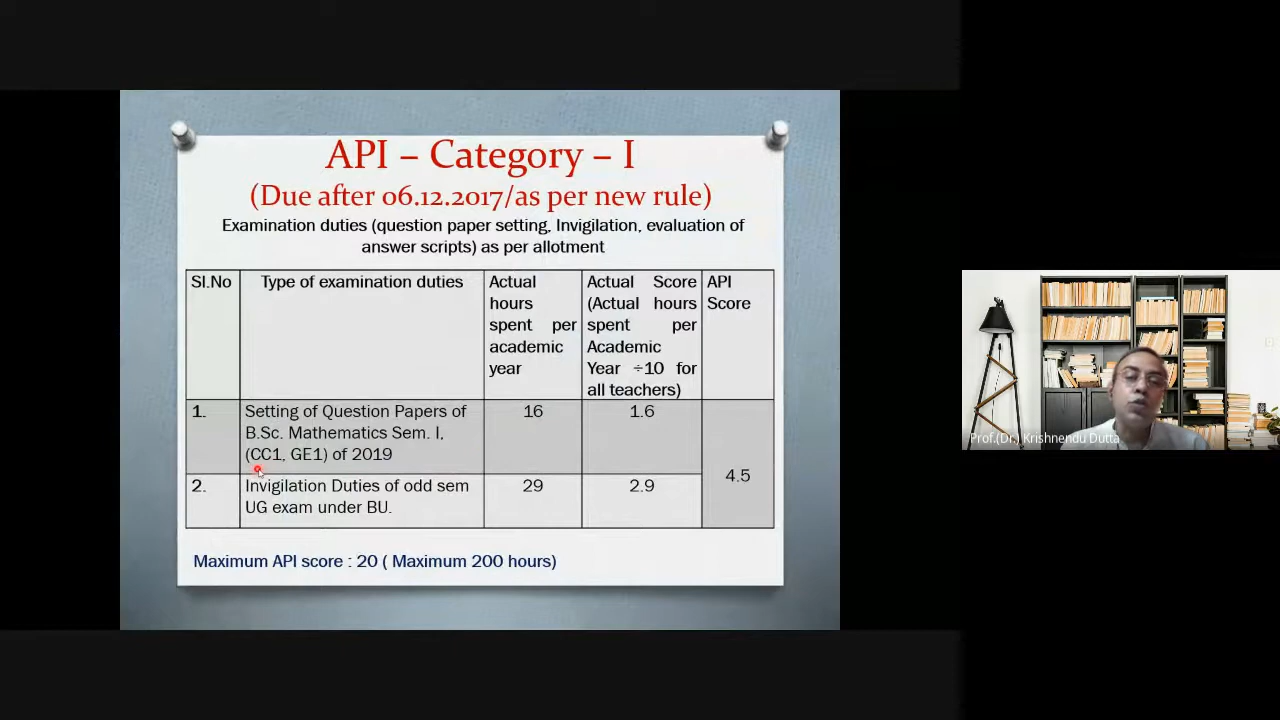 API – Category – I
(Due after 06.12.2017/as per new rule)
Examination duties (question paper setting, Invigilation, evaluation of
answer scripts) as per allotment
Sl.No
Type of examination duties
Actual
hours
spent per
academic
year
Actual Score
(Actual hours
spent per
Academic
Year ÷10 for
all teachers)
API
Score
1.
Setting of Question Papers of
B.Sc. Mathematics Sem. I,
(CC1, GE1) of 2019
16
1.6
4.5
2.
Invigilation Duties of odd sem
UG exam under BU.
29
2.9
Maximum API score : 20 ( Maximum 200 hours)
Prof.(Dr.) Krishnendu Dutta